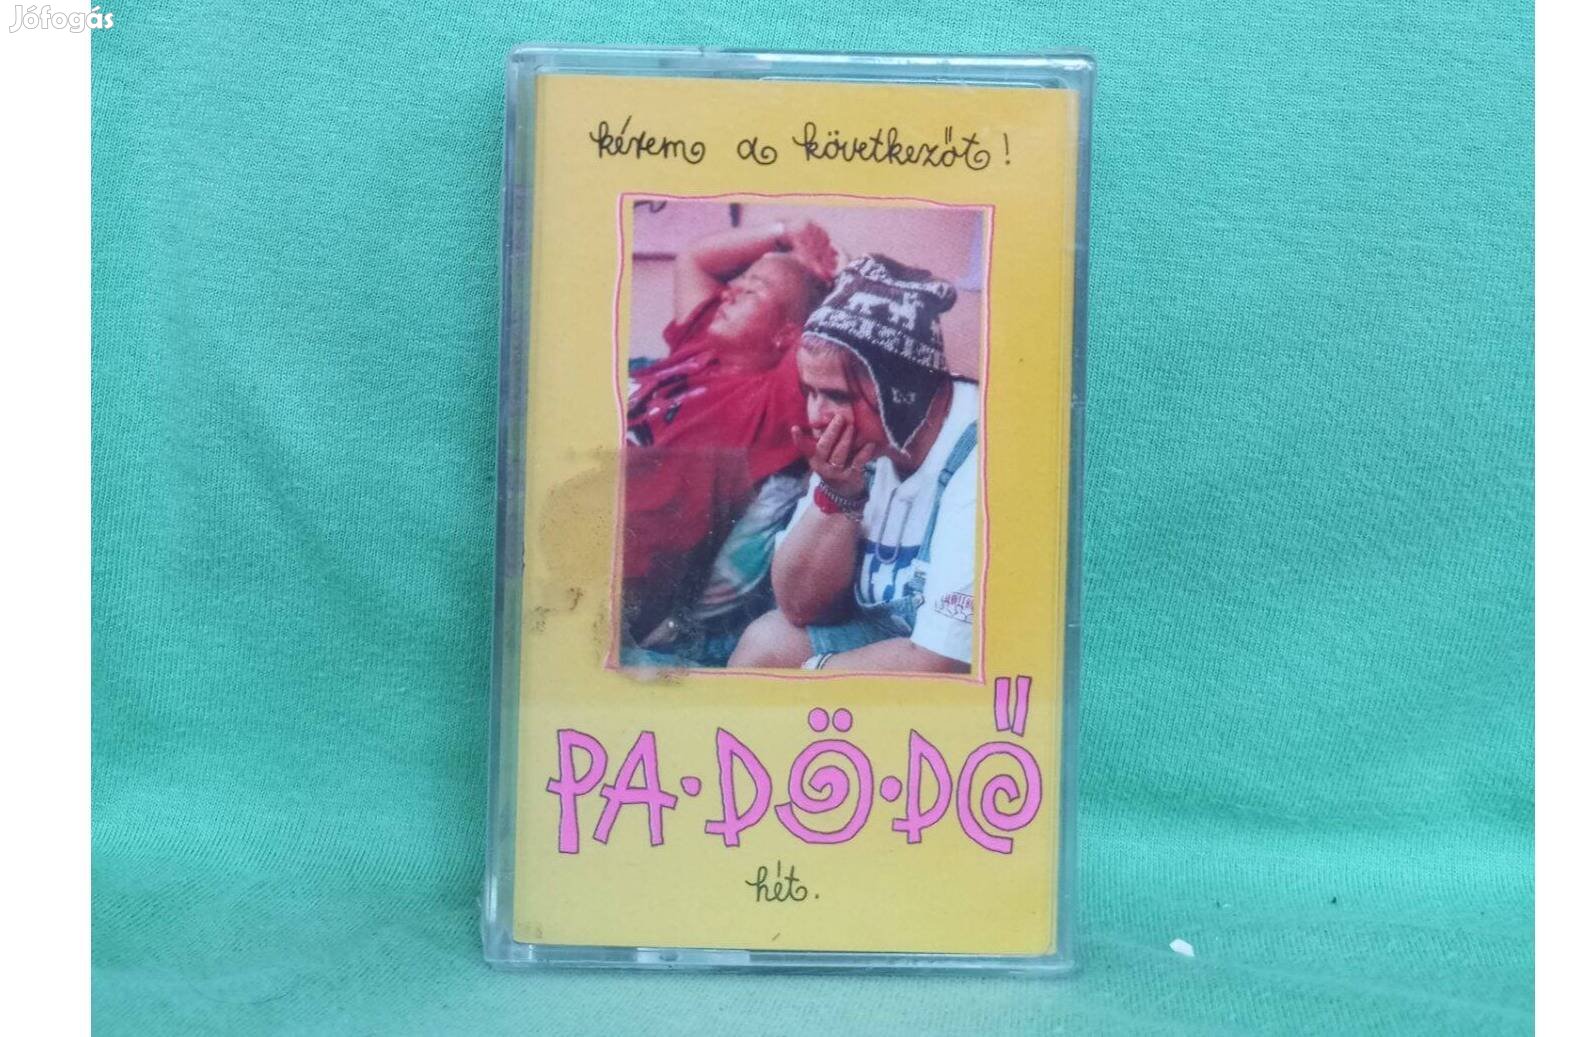 Jófogás
kérem a következőt!
PA·DÖ·DŐ
hét.